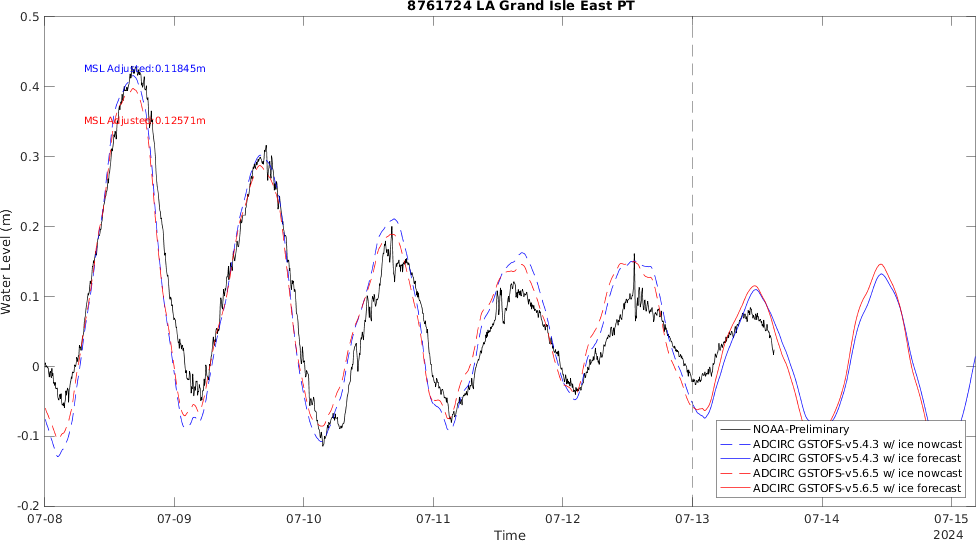 8761724 LA Grand Isle East PT
MSL Adjusted:0.11845m
MSL Adjusted:0.12571m
Water Level (m)
0.5
0.4
0.3
0.2
0.1
0
-0.1
-0.2
07-08 07-09 07-10 07-11 07-12 07-13 07-14 07-15
Time
2024
NOAA-Preliminary
ADCIRC GSTOFS-v5.4.3 w/ ice nowcast
ADCIRC GSTOFS-v5.4.3 w/ ice forecast
ADCIRC GSTOFS-v5.6.5 w/ ice nowcast
ADCIRC GSTOFS-v5.6.5 w/ ice forecast